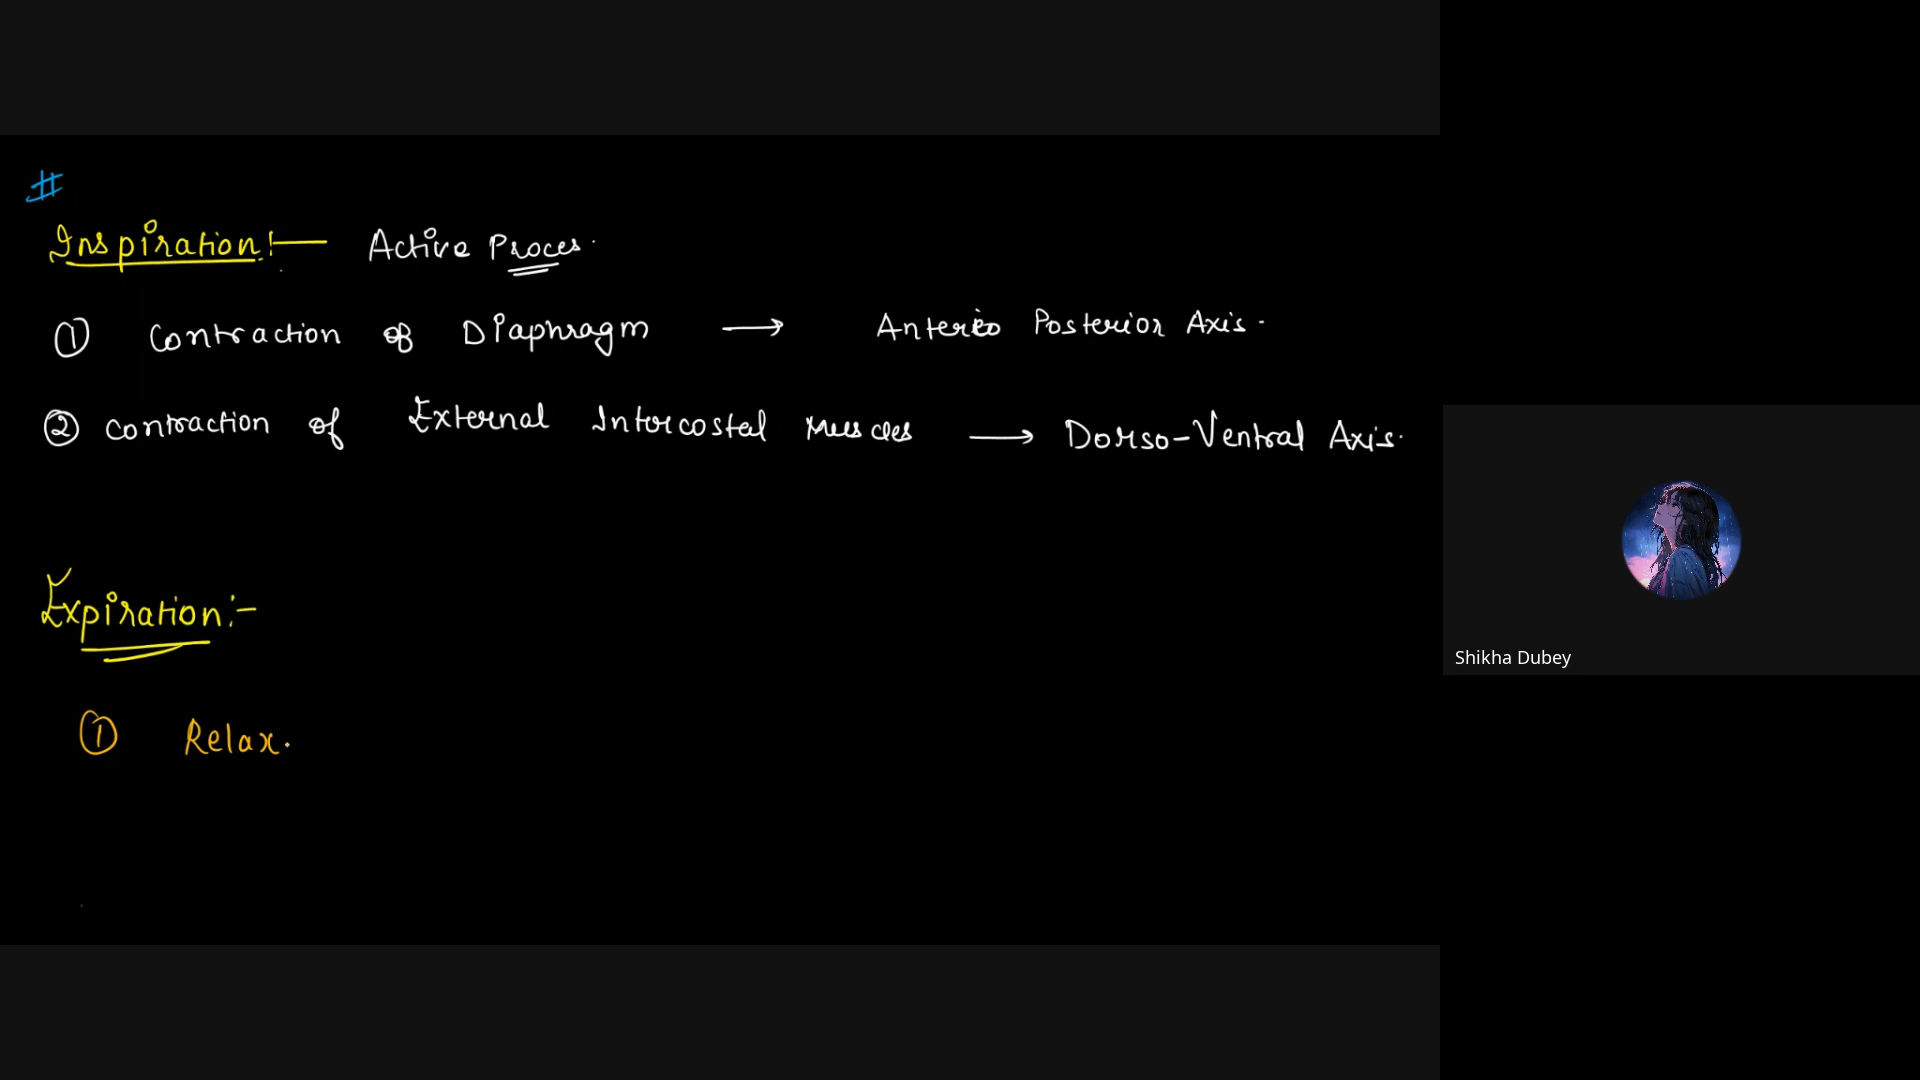 #
Inspiration:— Active Proces.
① Contraction of Diaphragm → Anterio Posterior Axis.
② Contraction of External Intercostal Muscles → Dorso-Ventral Axis.
Expiration:-
① Relax.
Shikha Dubey